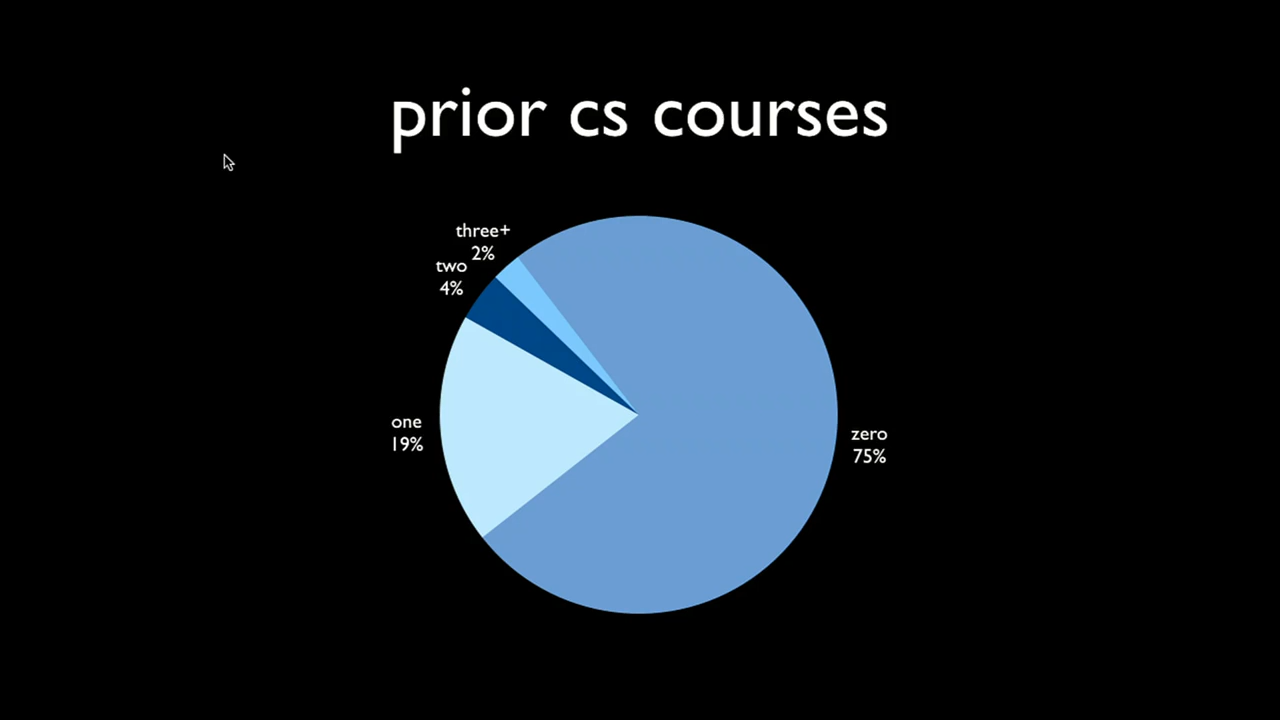 prior cs courses
three+
2%
two
4%
one
19%
zero
75%